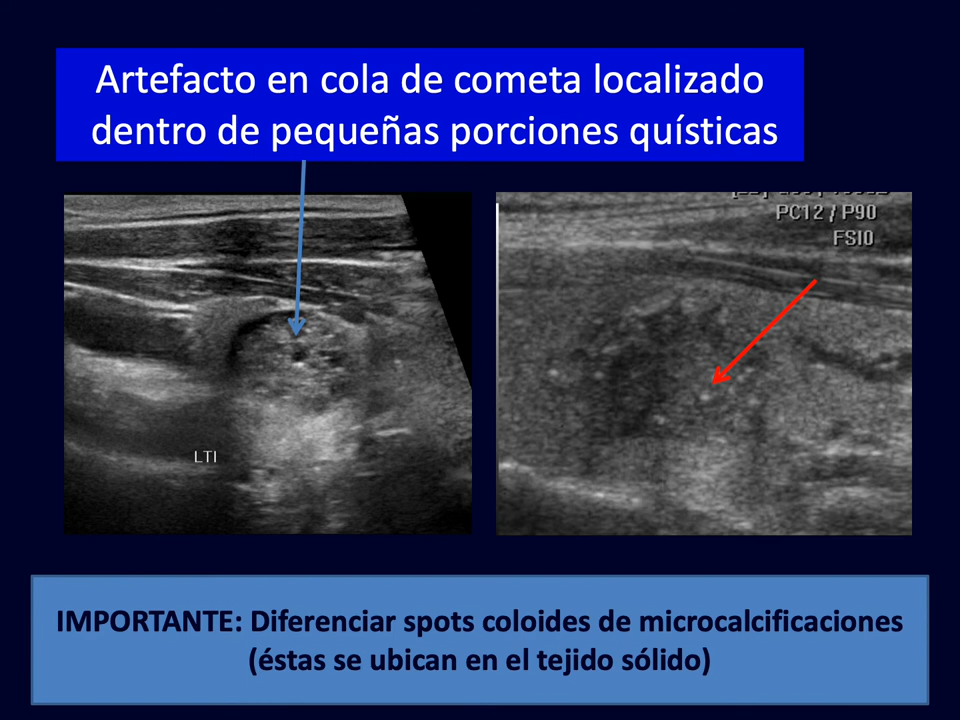 Artefacto en cola de cometa localizado
dentro de pequeñas porciones quísticas
PC12 / P90
FSI0
LTI
IMPORTANTE: Diferenciar spots coloides de microcalcificaciones
(éstas se ubican en el tejido sólido)